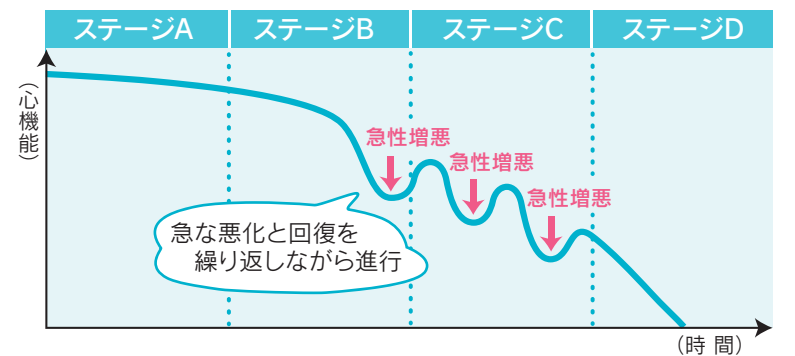 ステージA
ステージB
ステージC
ステージD
（心機能）
急性増悪
急性増悪
急性増悪
急な悪化と回復を
繰り返しながら進行
（時 間）